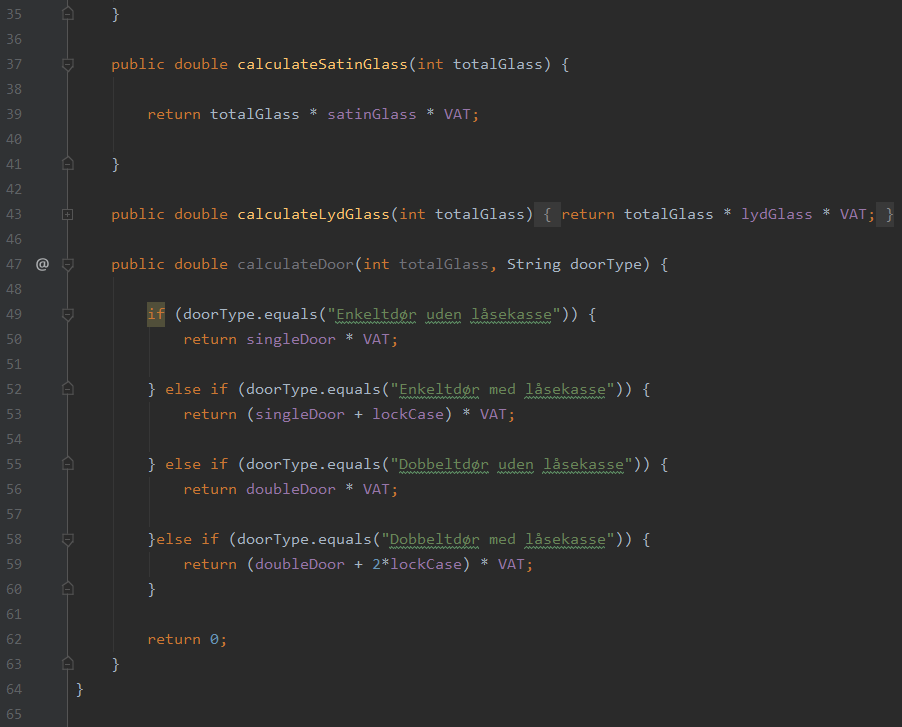 35 }
36
37 public double calculateSatinGlass(int totalGlass) {
38
39 return totalGlass * satinGlass * VAT;
40
41 }
42
43 public double calculateLydGlass(int totalGlass) { return totalGlass * lydGlass * VAT; }
46
47 @ public double calculateDoor(int totalGlass, String doorType) {
48
49 if (doorType.equals("Enkeltdør uden låsekasse")) {
50 return singleDoor * VAT;
51
52 } else if (doorType.equals("Enkeltdør med låsekasse")) {
53 return (singleDoor + lockCase) * VAT;
54
55 } else if (doorType.equals("Dobbeltdør uden låsekasse")) {
56 return doubleDoor * VAT;
57
58 }else if (doorType.equals("Dobbeltdør med låsekasse")) {
59 return (doubleDoor + 2*lockCase) * VAT;
60 }
61
62 return 0;
63 }
64 }
65